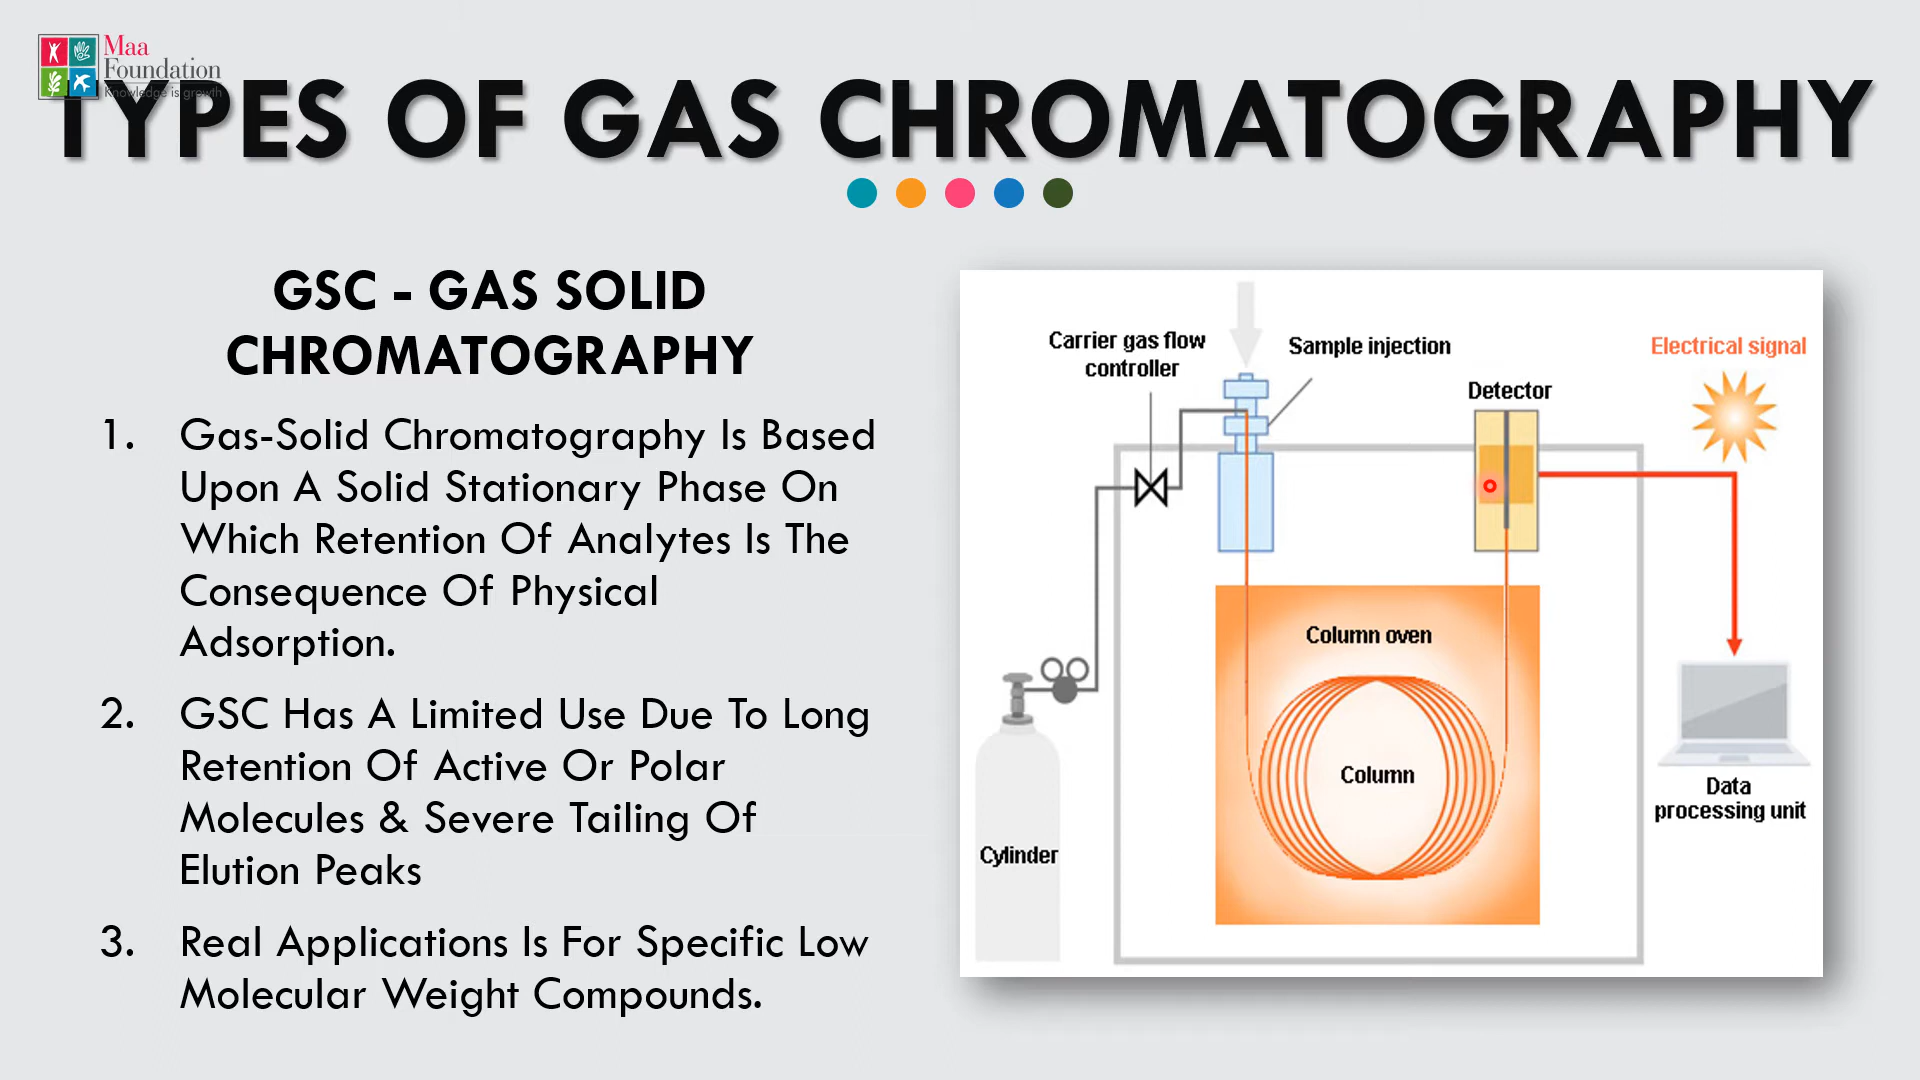 Maa
Foundation
Knowledge is growth
TYPES OF GAS CHROMATOGRAPHY
GSC - GAS SOLID
CHROMATOGRAPHY
1. Gas-Solid Chromatography Is Based
Upon A Solid Stationary Phase On
Which Retention Of Analytes Is The
Consequence Of Physical
Adsorption.
2. GSC Has A Limited Use Due To Long
Retention Of Active Or Polar
Molecules & Severe Tailing Of
Elution Peaks
3. Real Applications Is For Specific Low
Molecular Weight Compounds.
Carrier gas flow
controller
Sample injection
Detector
Electrical signal
Column oven
Column
Cylinder
Data
processing unit